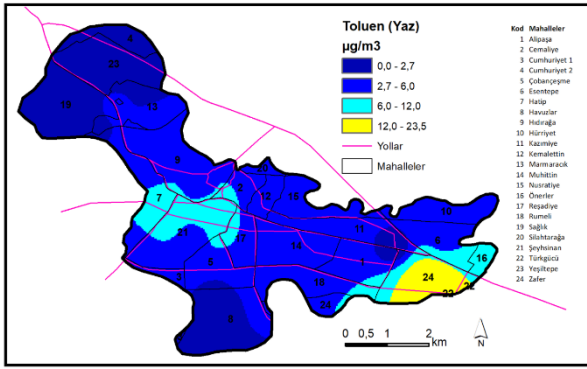 Toluen (Yaz)
µg/m3
0,0 - 2,7
2,7 - 6,0
6,0 - 12,0
12,0 - 23,5
Yollar
Mahalleler
Kod Mahalleler
1 Alipaşa
2 Cemaliye
3 Cumhuriyet 1
4 Cumhuriyet 2
5 Çobançeşme
6 Esentepe
7 Hatip
8 Havuzlar
9 Hıdırağa
10 Hürriyet
11 Kazımiye
12 Kemalettin
13 Marmaracık
14 Muhittin
15 Nusratiye
16 Önerler
17 Reşadiye
18 Rumeli
19 Sağlık
20 Silahtarağa
21 Şeyhsinan
22 Türkgücü
23 Yeşiltepe
24 Zafer
4
23
19
13
9
20
2
12
15
7
10
11
21
17
14
6
16
5
1
3
18
24
24
22
23
8
0 0,5 1 2
km
N